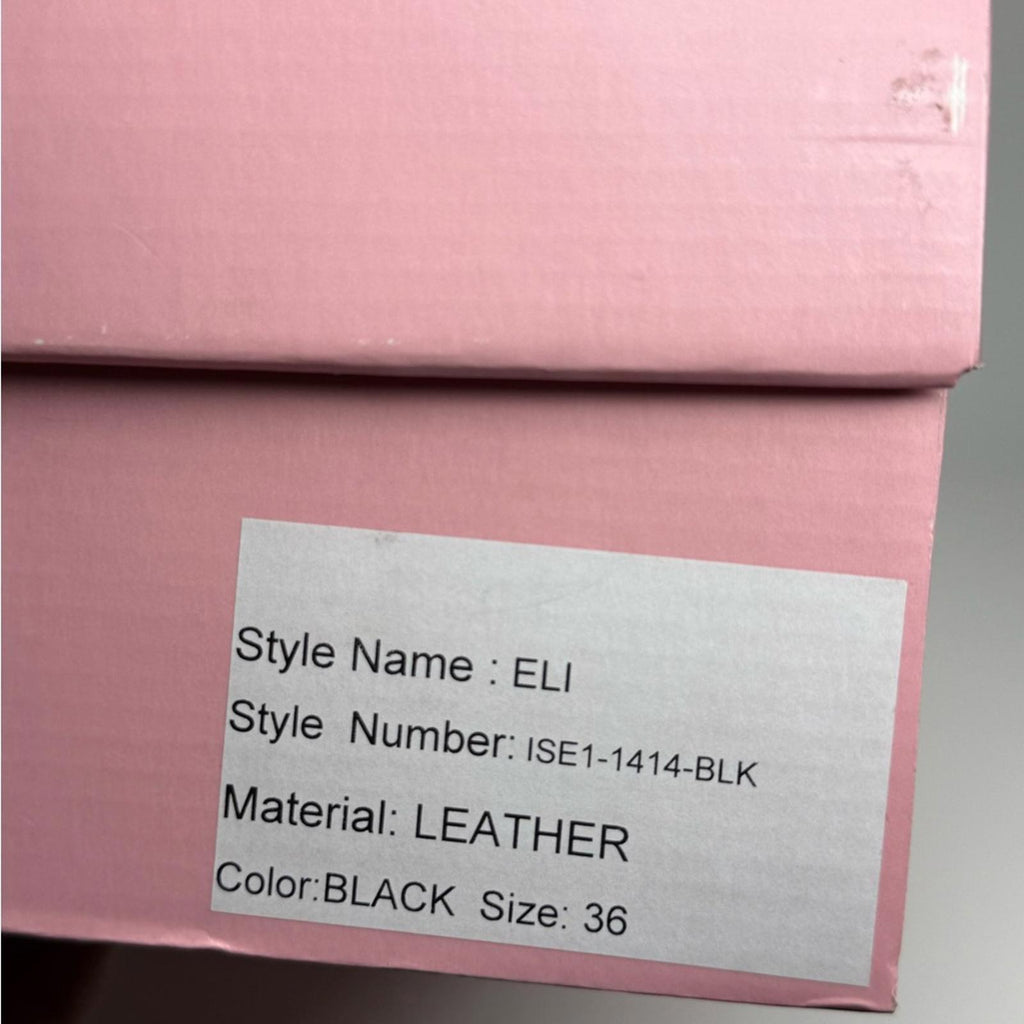 Style Name : ELI
Style Number: ISE1-1414-BLK
Material: LEATHER
Color:BLACK Size: 36